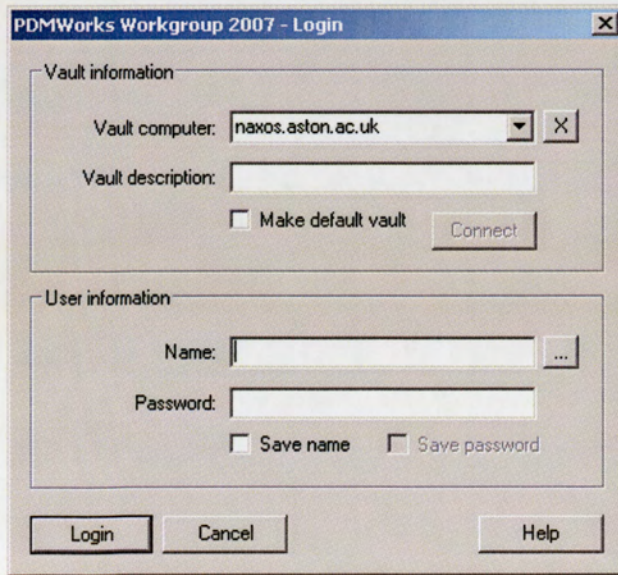 PDMWorks Workgroup 2007 - Login
Vault information
Vault computer: naxos.aston.ac.uk X
Vault description:
Make default vault Connect
User information
Name: ...
Password:
Save name Save password
Login Cancel Help